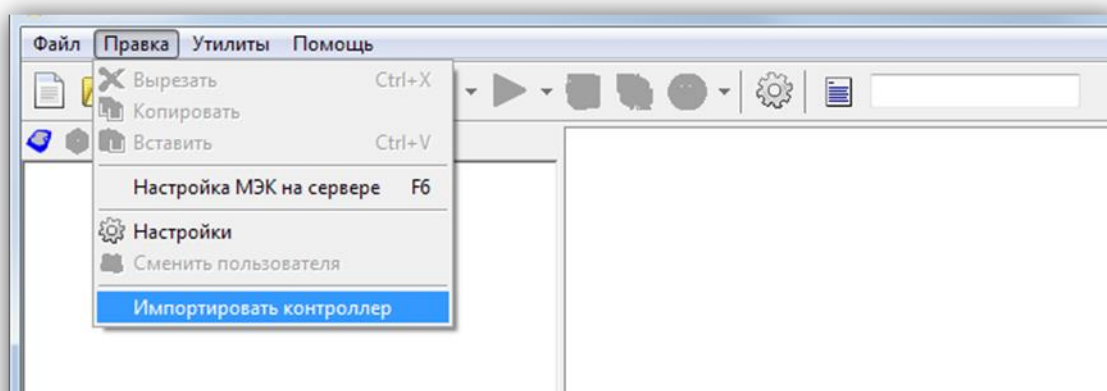 Файл Правка Утилиты Помощь
Вырезать Ctrl+X
Копировать
Вставить Ctrl+V
Настройка МЭК на сервере F6
Настройки
Сменить пользователя
Импортировать контроллер